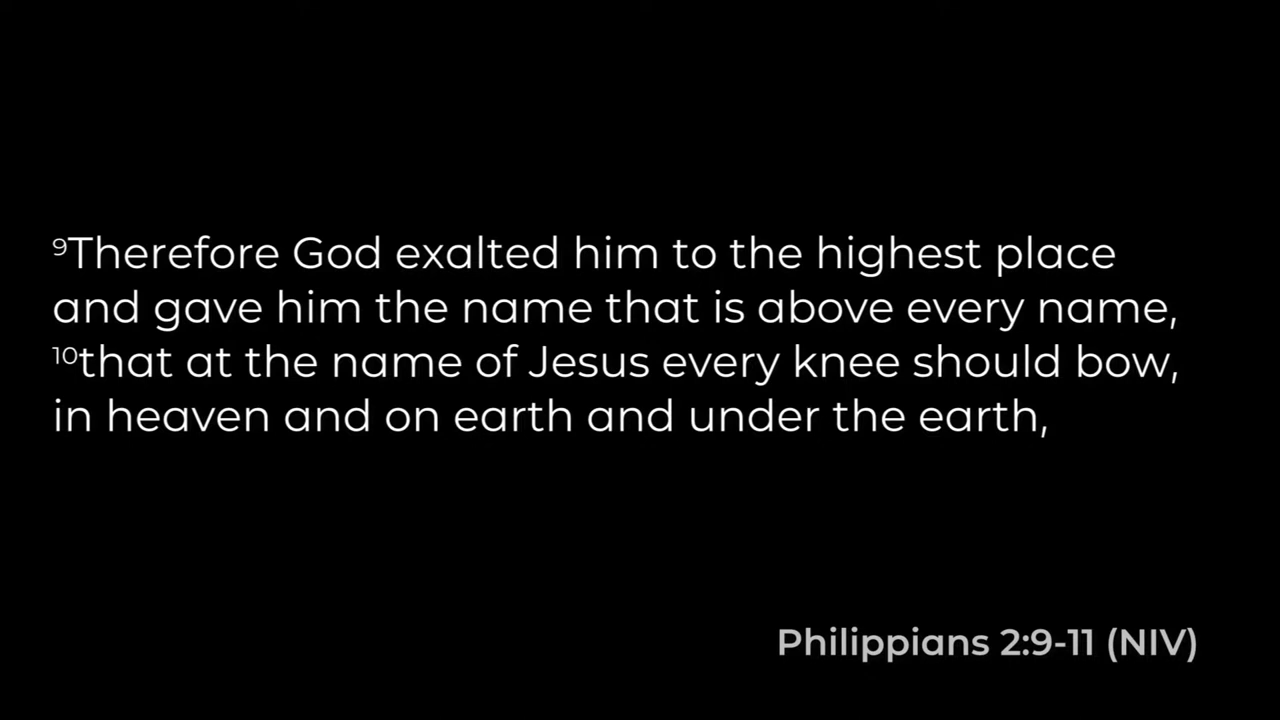 ⁹Therefore God exalted him to the highest place
and gave him the name that is above every name,
¹⁰that at the name of Jesus every knee should bow,
in heaven and on earth and under the earth,
Philippians 2:9-11 (NIV)